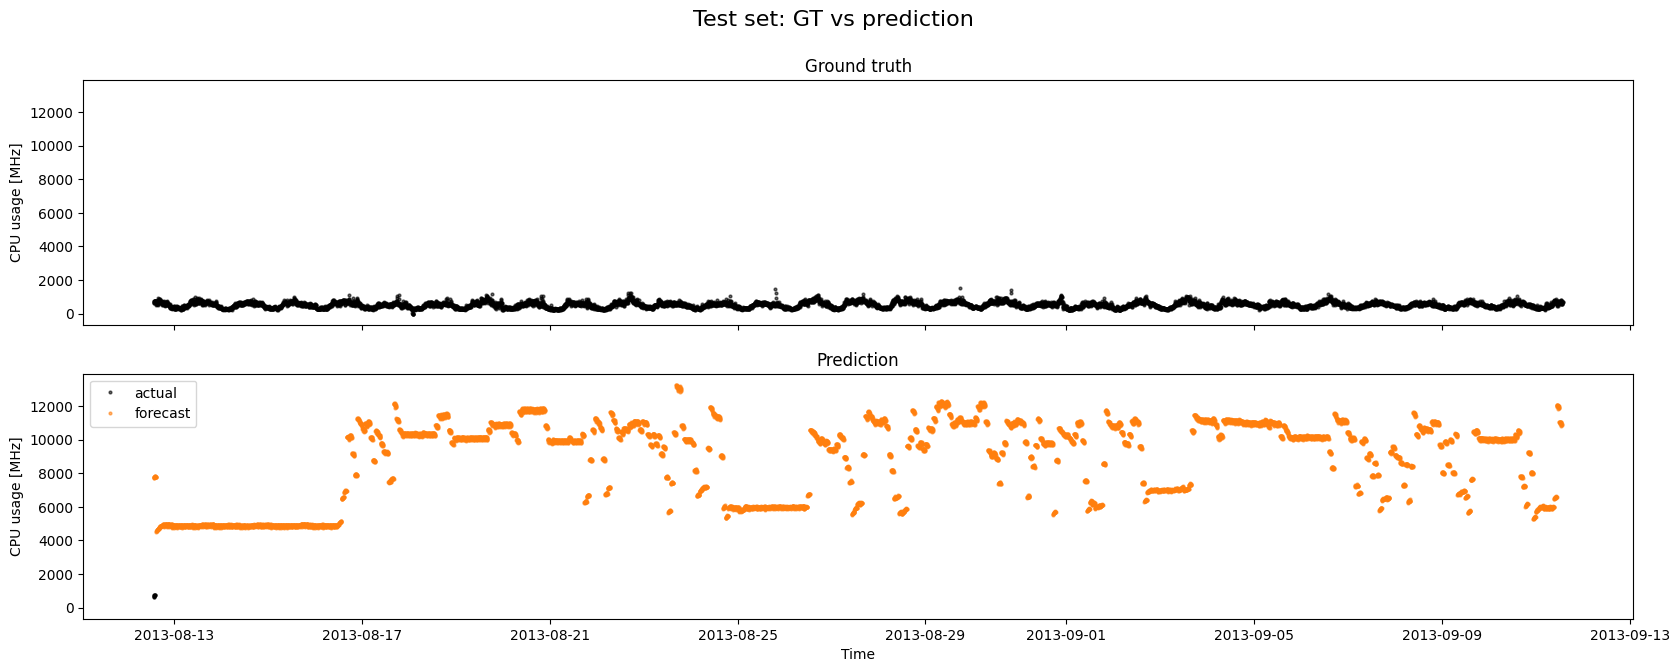 Test set: GT vs prediction
Ground truth
12000
10000
8000
6000
4000
2000
0
CPU usage [MHz]
Prediction
actual
forecast
12000
10000
8000
6000
4000
2000
0
CPU usage [MHz]
2013-08-13 2013-08-17 2013-08-21 2013-08-25 2013-08-29 2013-09-01 2013-09-05 2013-09-09 2013-09-13
Time